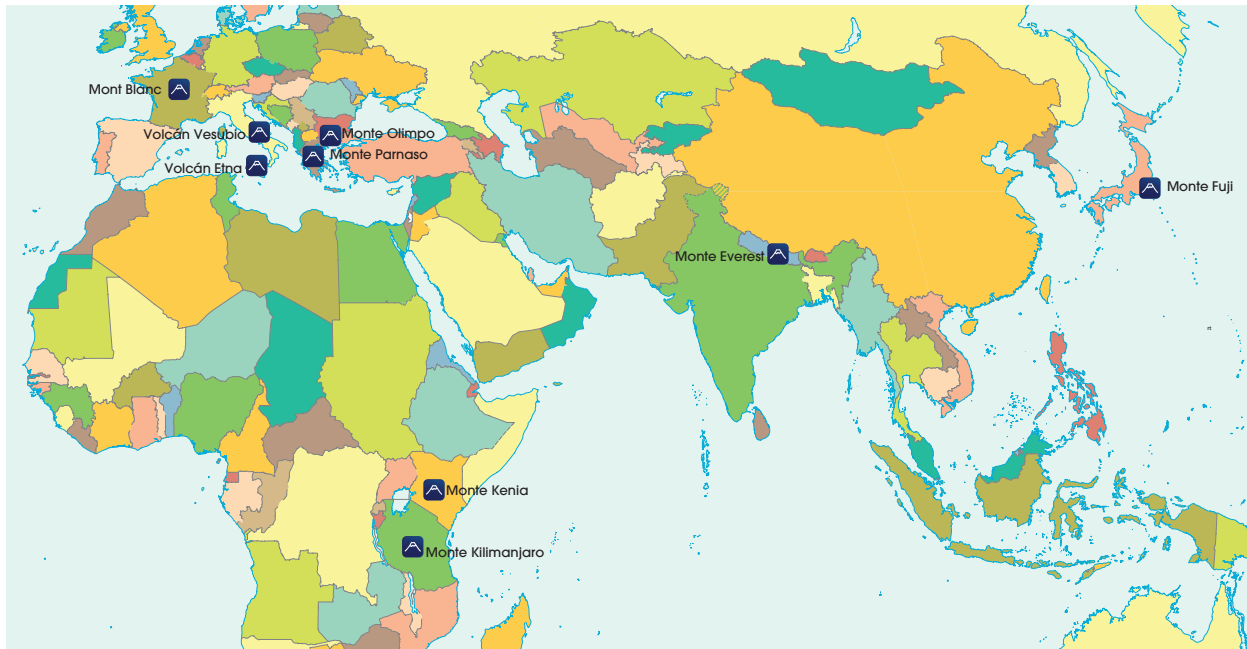 Mont Blanc
Volcán Vesubio
Monte Olimpo
Monte Parnaso
Volcán Etna
Monte Fuji
Monte Everest
Monte Kenia
Monte Kilimanjaro